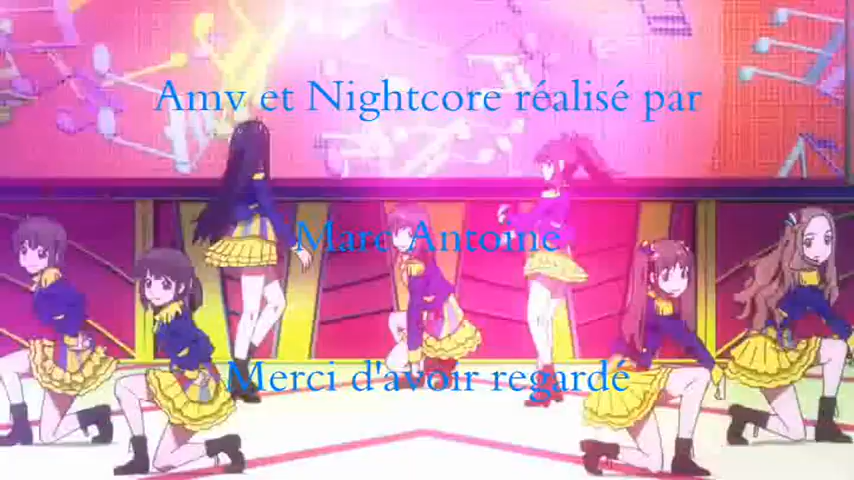 Amv et Nightcore réalisé par
Marc Antoine
Merci d'avoir regardé